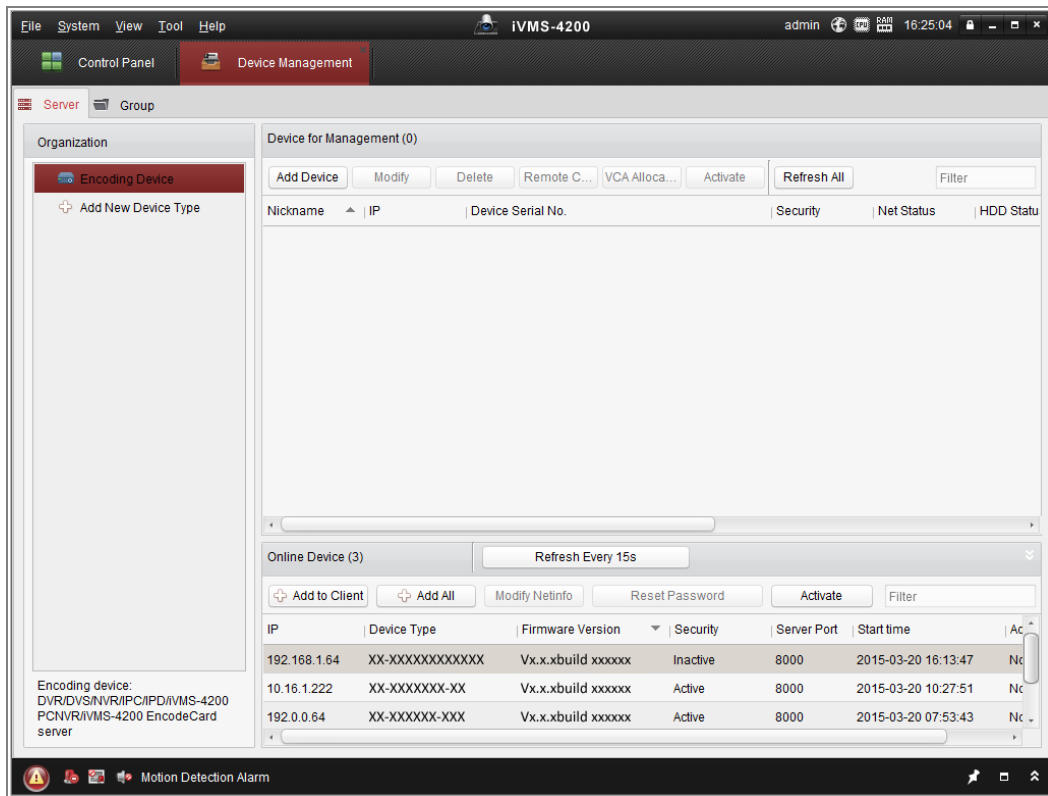 File System View Tool Help
iVMS-4200
admin CPU RAM 16:25:04
Control Panel
Device Management
Server
Group
Organization
Encoding Device
Add New Device Type
Encoding device:
DVR/DVS/NVR/IPC/IPD/iVMS-4200
PCNVR/iVMS-4200 EncodeCard
server
Device for Management (0)
Add Device Modify Delete Remote C... VCA Alloca... Activate Refresh All Filter
Nickname IP Device Serial No. Security Net Status HDD Statu
Online Device (3) Refresh Every 15s
Add to Client Add All Modify Netinfo Reset Password Activate Filter
IP Device Type Firmware Version Security Server Port Start time Ac
192.168.1.64 XX-XXXXXXXXXXXX Vx.x.xbuild xxxxxx Inactive 8000 2015-03-20 16:13:47 No
10.16.1.222 XX-XXXXXXX-XX Vx.x.xbuild xxxxxx Active 8000 2015-03-20 10:27:51 No
192.0.0.64 XX-XXXXXX-XXX Vx.x.xbuild xxxxxx Active 8000 2015-03-20 07:53:43 No
Motion Detection Alarm